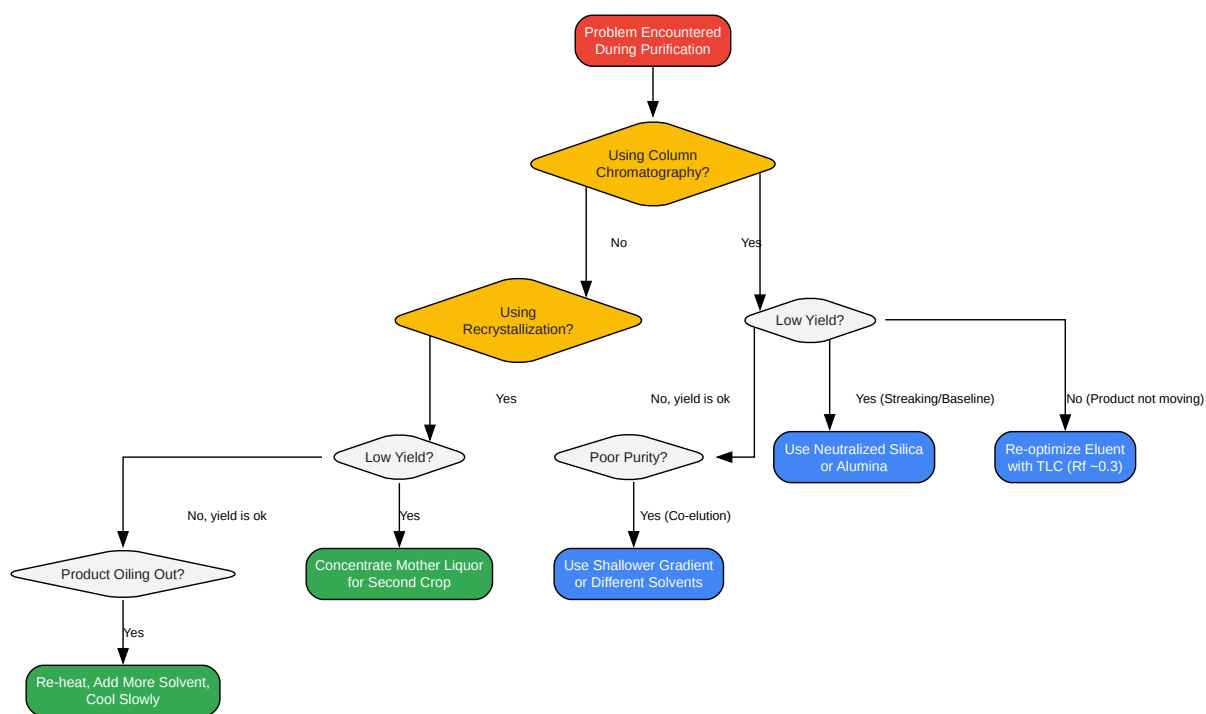 Problem Encountered
During Purification
Using Column
Chromatography?
No
Yes
Using
Recrystallization?
Low Yield?
Yes
No, yield is ok
Yes (Streaking/Baseline)
No (Product not moving)
Low Yield?
Poor Purity?
Use Neutralized Silica
or Alumina
Re-optimize Eluent
with TLC (Rf ~0.3)
No, yield is ok
Yes
Yes (Co-elution)
Product Oiling Out?
Concentrate Mother Liquor
for Second Crop
Use Shallower Gradient
or Different Solvents
Yes
Re-heat, Add More Solvent,
Cool Slowly